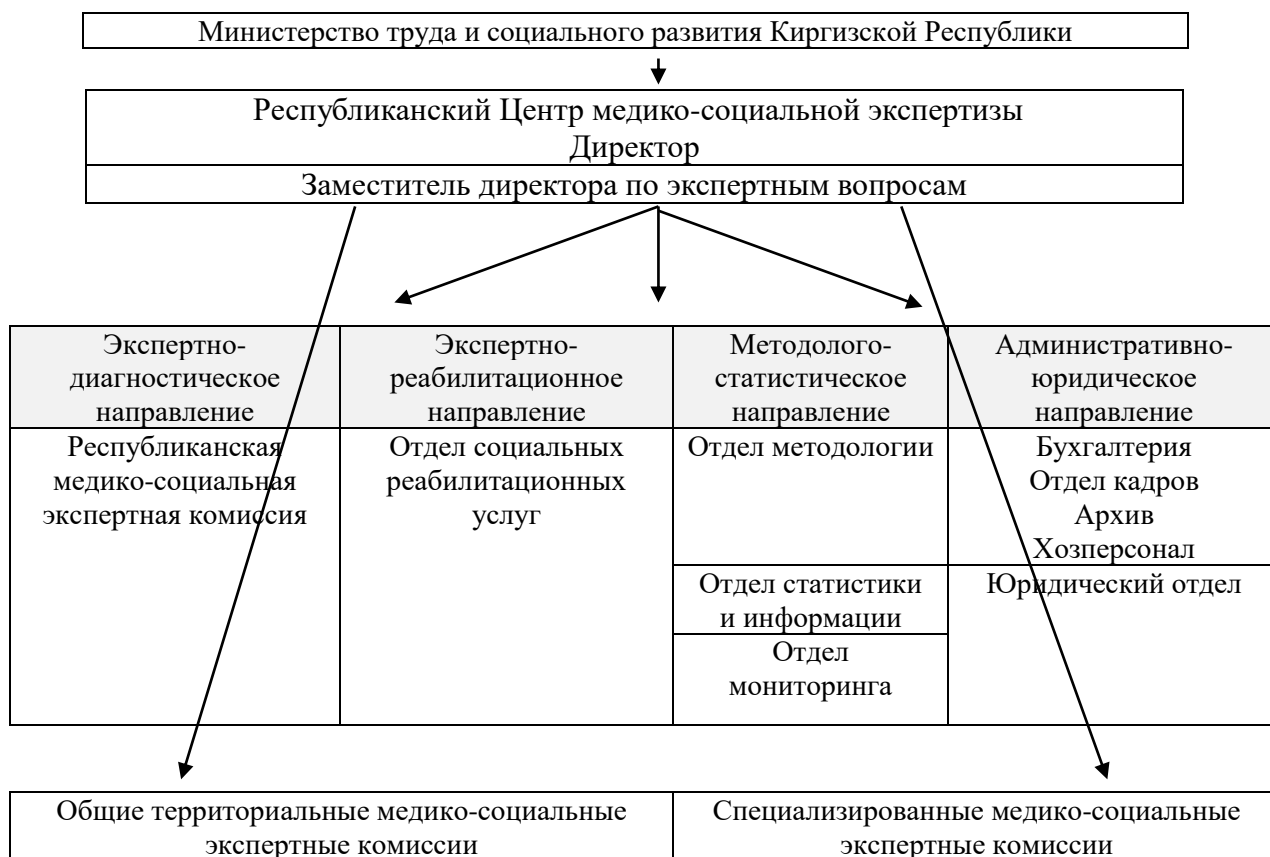 Министерство труда и социального развития Киргизской Республики
Республиканский Центр медико-социальной экспертизы
Директор
Заместитель директора по экспертным вопросам
Экспертно-
диагностическое
направление
Экспертно-
реабилитационное
направление
Методолого-
статистическое
направление
Административно-
юридическое
направление
Республиканская
медико-социальная
экспертная комиссия
Отдел социальных
реабилитационных
услуг
Отдел методологии
Бухгалтерия
Отдел кадров
Архив
Хозперсонал
Отдел статистики
и информации
Юридический отдел
Отдел
мониторинга
Общие территориальные медико-социальные
экспертные комиссии
Специализированные медико-социальные
экспертные комиссии